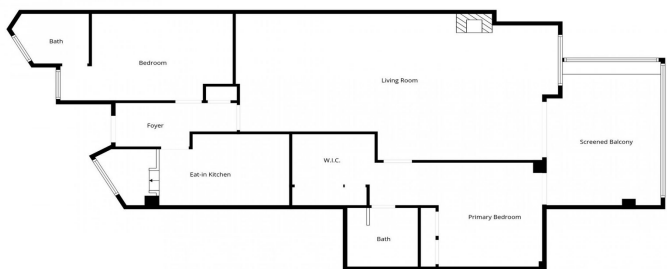 Bath
Bedroom
Living Room
Foyer
Screened Balcony
W.I.C.
Eat-in Kitchen
Primary Bedroom
Bath